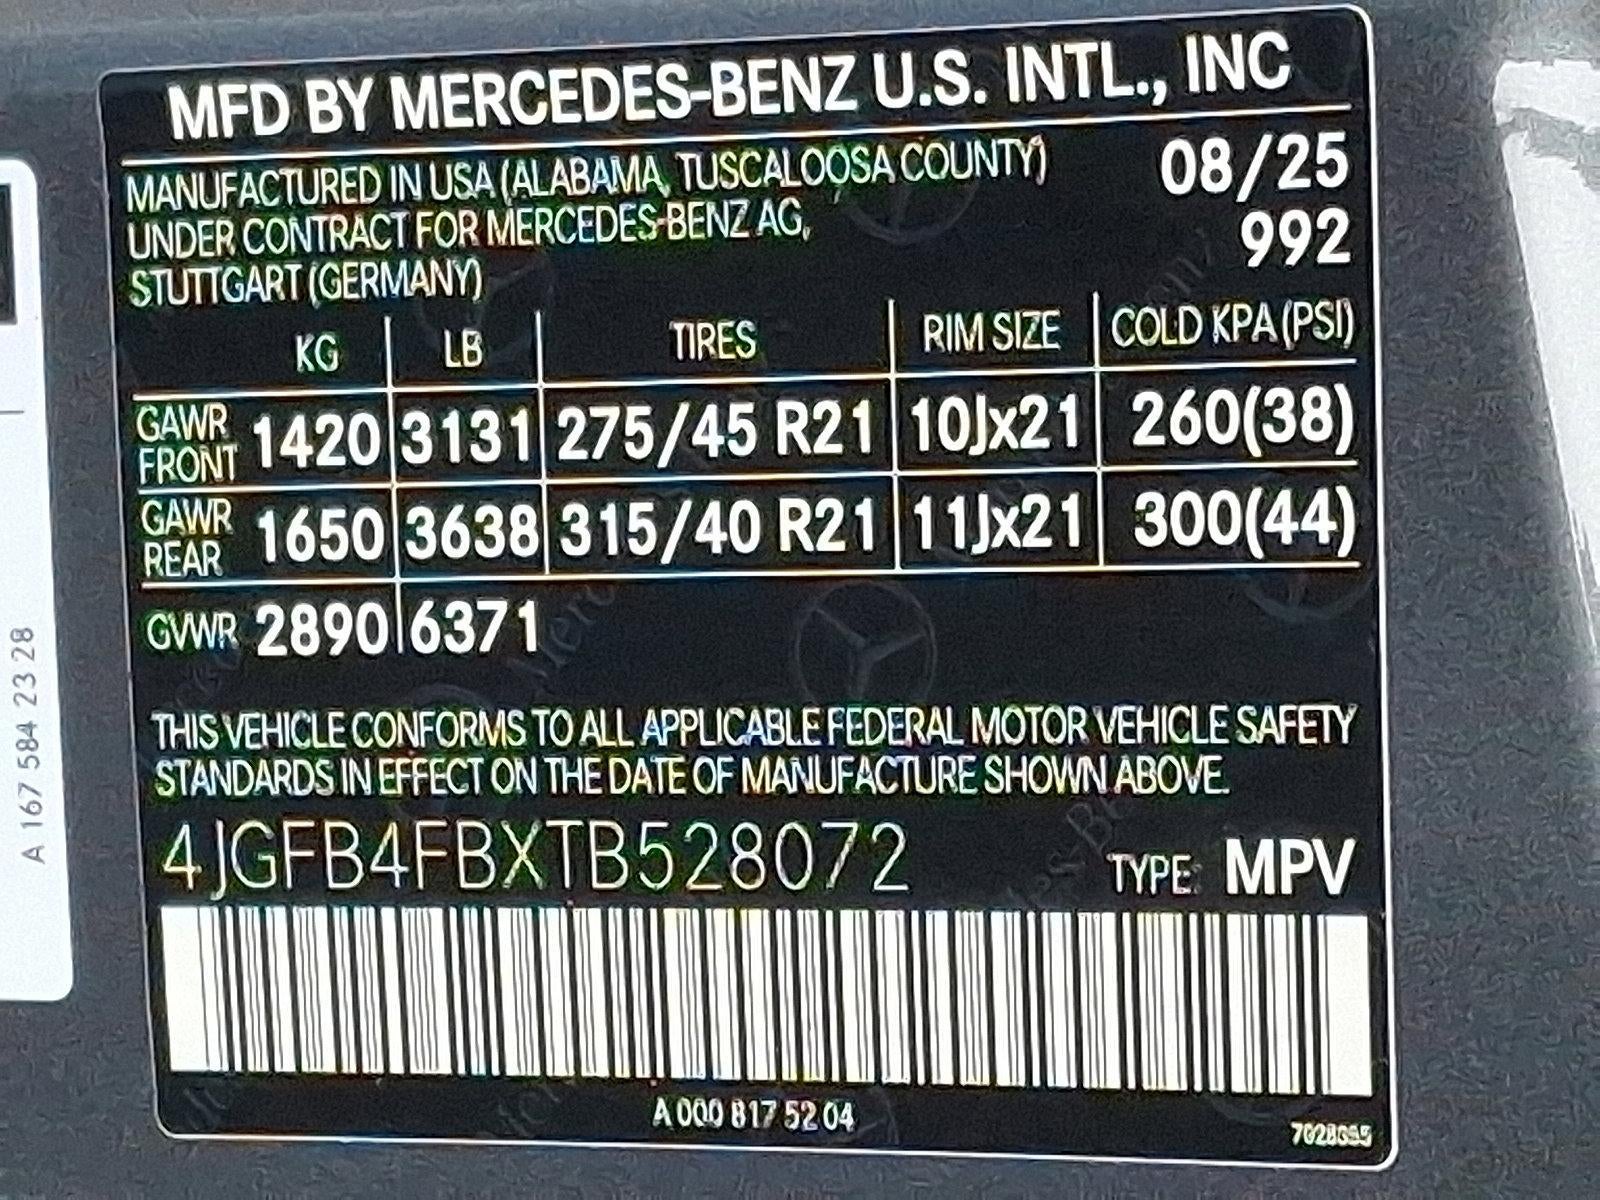 MFD BY MERCEDES-BENZ U.S. INTL., INC
MANUFACTURED IN USA (ALABAMA, TUSCALOOSA COUNTY) 08/25
UNDER CONTRACT FOR MERCEDES-BENZ AG, 992
STUTTGART (GERMANY)
KG LB TIRES RIM SIZE COLD KPA (PSI)
GAWR FRONT 1420 3131 275/45 R21 10Jx21 260(38)
GAWR REAR 1650 3638 315/40 R21 11Jx21 300(44)
GVWR 2890 6371
THIS VEHICLE CONFORMS TO ALL APPLICABLE FEDERAL MOTOR VEHICLE SAFETY
STANDARDS IN EFFECT ON THE DATE OF MANUFACTURE SHOWN ABOVE.
4JGFB4FBXTB528072 TYPE: MPV
A 000 817 52 04
A 167 584 23 28